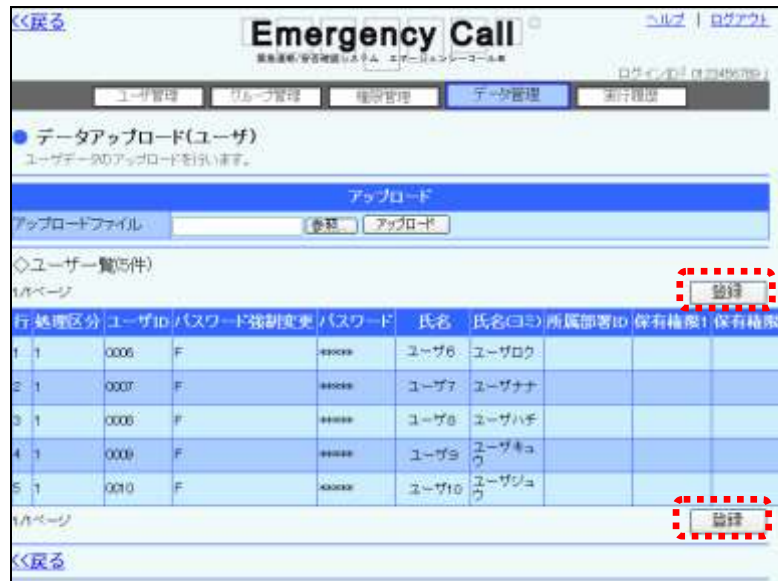 <<戻る
ヘルプ | ログアウト
Emergency Call
緊急連絡/安否確認システム エマージェンシーコール®
ログインID「0123456789」
ユーザ管理 グループ管理 権限管理 データ管理 実行履歴
データアップロード(ユーザ)
ユーザデータのアップロードを行います。
アップロード
アップロードファイル 参照... アップロード
◇ユーザ一覧(5件)
1/1ページ
登録
行 処理区分 ユーザID パスワード強制変更 パスワード 氏名 氏名(ヨミ) 所属部署ID 保有権限1 保有権限
1 1 0006 F ****** ユーザ6 ユーザロク
2 1 0007 F ****** ユーザ7 ユーザナナ
3 1 0008 F ****** ユーザ8 ユーザハチ
4 1 0009 F ****** ユーザ9 ユーザキュウ
5 1 0010 F ****** ユーザ10 ユーザジュウ
1/1ページ
登録
<<戻る